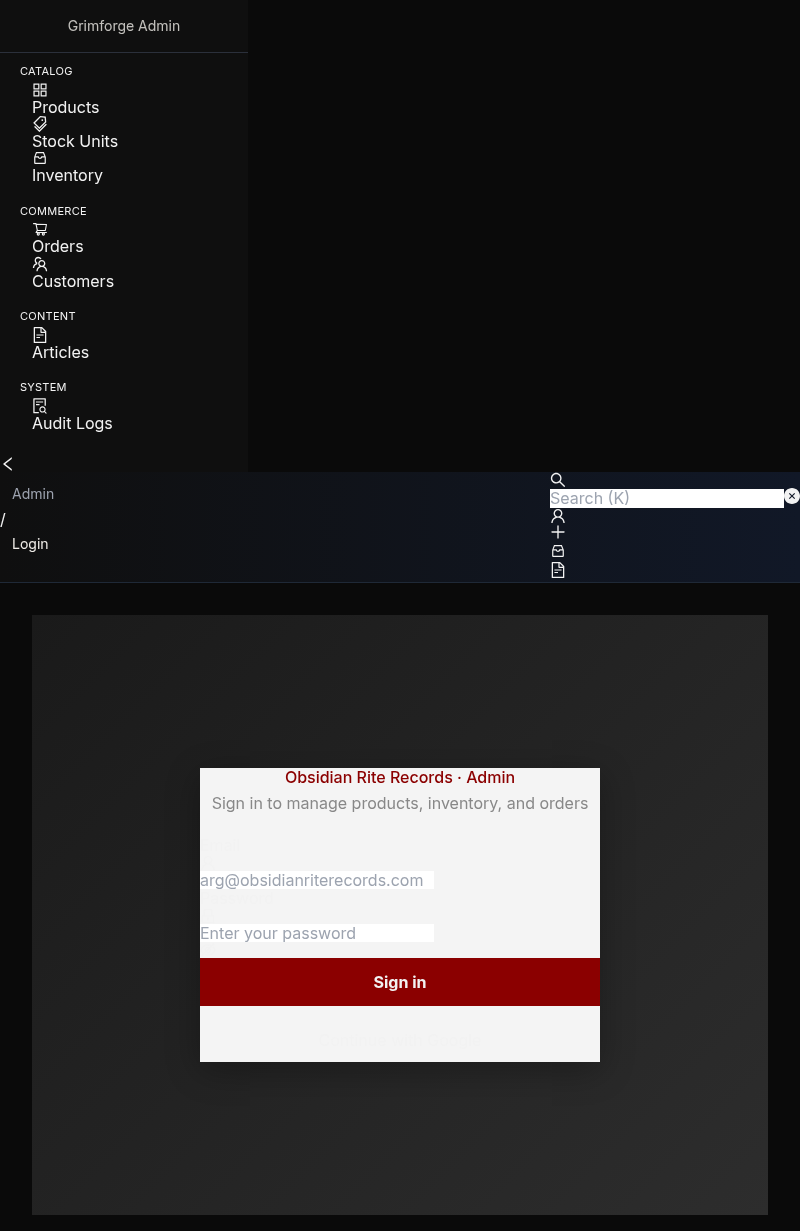 Grimforge Admin
CATALOG
Products
Stock Units
Inventory
COMMERCE
Orders
Customers
CONTENT
Articles
SYSTEM
Audit Logs
Admin
/
Login
Search (K)
Obsidian Rite Records · Admin
Sign in to manage products, inventory, and orders
arg@obsidianriterecords.com
Enter your password
Sign in